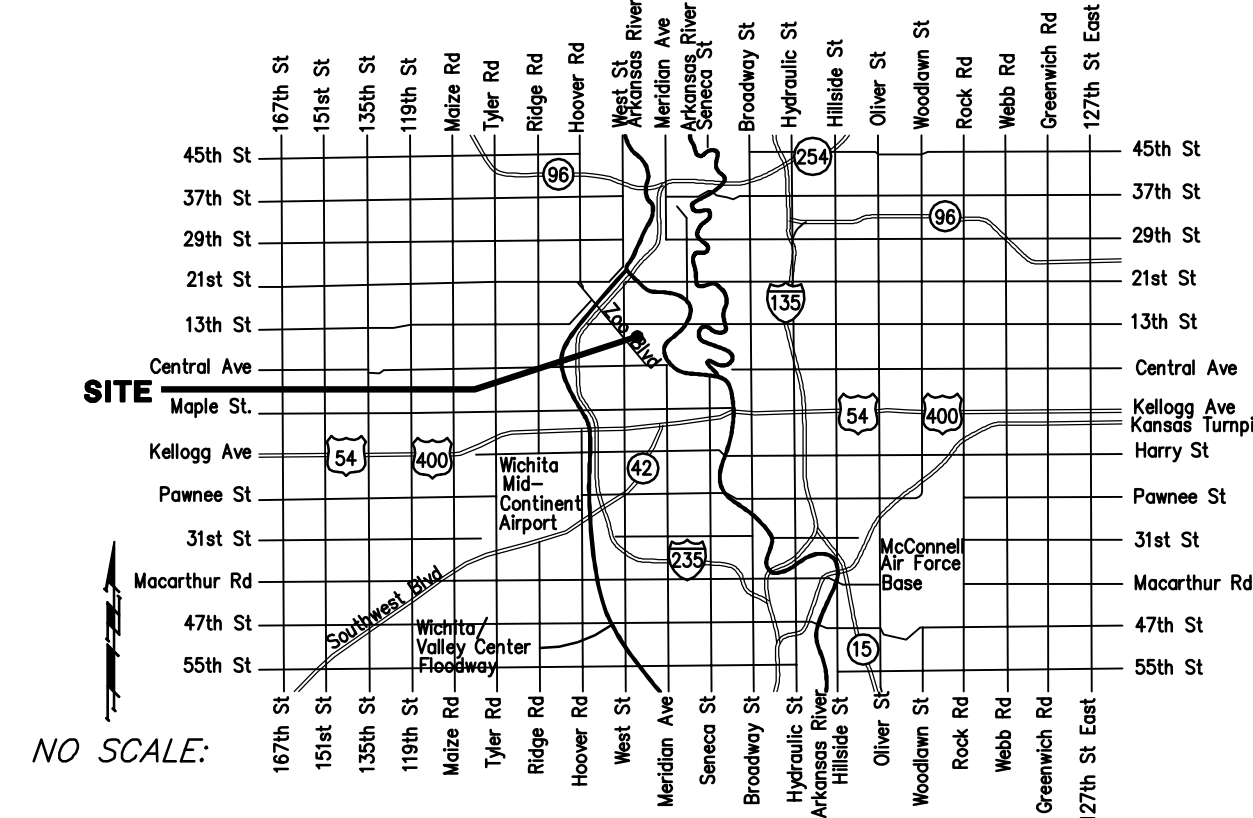 167th St
151st St
135th St
119th St
Maize Rd
Tyler Rd
Ridge Rd
Hoover Rd
West St
Arkansas River
Meridian Ave
Arkansas River
Seneca St
Broadway St
Hydraulic St
Hillside St
Oliver St
Woodlawn St
Rock Rd
Webb Rd
Greenwich Rd
127th St East
45th St
254
45th St
96
37th St
37th St
96
29th St
29th St
21st St
21st St
135
13th St
Zoo Blvd
13th St
Central Ave
Central Ave
SITE
Maple St.
54
400
Kellogg Ave
Kansas Turnpi
Kellogg Ave
54
400
42
Harry St
Wichita
Mid-
Continent
Airport
Pawnee St
Pawnee St
31st St
235
McConnell
Air Force
Base
31st St
Macarthur Rd
Macarthur Rd
Southwest Blvd
47th St
Wichita/
Valley Center
Floodway
47th St
15
55th St
55th St
NO SCALE:
167th St
151st St
135th St
119th St
Maize Rd
Tyler Rd
Ridge Rd
Hoover Rd
West St
Meridian Ave
Seneca St
Broadway St
Hydraulic St
Arkansas River
Hillside St
Oliver St
Woodlawn St
Rock Rd
Webb Rd
Greenwich Rd
127th St East